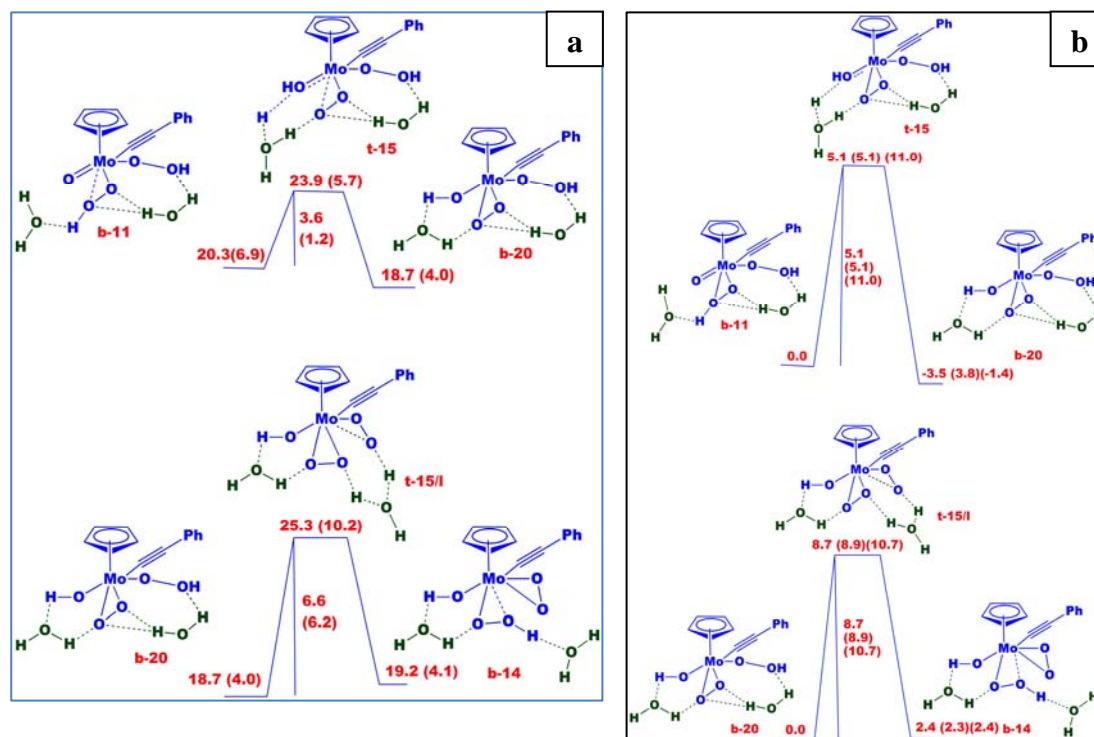 a
Ph
HO Mo O OH
H O O H
H H O
O H
H
t-15
23.9 (5.7)
3.6
(1.2)
Ph
Mo O OH
O O
O H
H H O
H O H
H
b-11
20.3(6.9)
Ph
H O Mo O OH
O O H
O H H O
H H
b-20
18.7 (4.0)
Ph
Mo O
H O O
O O H
O H H O
H H
t-15/I
25.3 (10.2)
6.6
(6.2)
Ph
H O Mo O OH
O O H
O H H O
H H
b-20
18.7 (4.0)
Ph
Mo O
H O O
O O H
O H H O
H H
b-14
19.2 (4.1)
b
Ph
HO Mo O OH
H O O H
H H O
O H
H
t-15
5.1 (5.1) (11.0)
5.1
(5.1)
(11.0)
Ph
Mo O OH
O O
H O H
O H H O
H H
b-11
0.0
Ph
H O Mo O OH
O O H
O H H O
H H
b-20
-3.5 (3.8)(-1.4)
Ph
Mo O
H O O
O O H
O H H O
H H
t-15/I
8.7 (8.9)(10.7)
8.7
(8.9)
(10.7)
Ph
H O Mo O OH
O O H
O H H O
H H
b-20
0.0
Ph
Mo O
H O O
O O H
O H H O
H H
b-14
2.4 (2.3)(2.4)